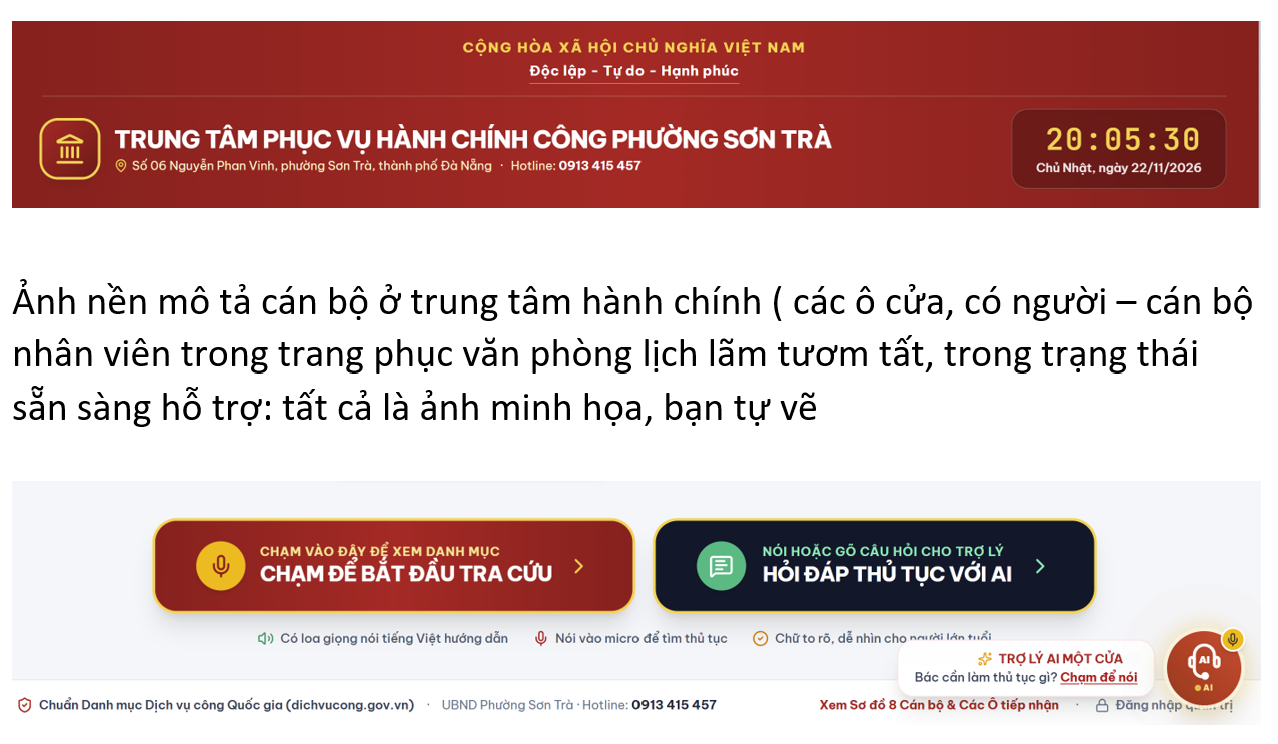 CỘNG HÒA XÃ HỘI CHỦ NGHĨA VIỆT NAM
Độc lập - Tự do - Hạnh phúc
TRUNG TÂM PHỤC VỤ HÀNH CHÍNH CÔNG PHƯỜNG SƠN TRÀ
Số 06 Nguyễn Phan Vinh, phường Sơn Trà, thành phố Đà Nẵng · Hotline: 0913 415 457
20:05:30
Chủ Nhật, ngày 22/11/2026
Ảnh nền mô tả cán bộ ở trung tâm hành chính ( các ô cửa, có người – cán bộ
nhân viên trong trang phục văn phòng lịch lãm tươm tất, trong trạng thái
sẵn sàng hỗ trợ: tất cả là ảnh minh họa, bạn tự vẽ
CHẠM VÀO ĐÂY ĐỂ XEM DANH MỤC
CHẠM ĐỂ BẮT ĐẦU TRA CỨU
NÓI HOẶC GÕ CÂU HỎI CHO TRỢ LÝ
HỎI ĐÁP THỦ TỤC VỚI AI
Có loa giọng nói tiếng Việt hướng dẫn
Nói vào micro để tìm thủ tục
Chữ to rõ, dễ nhìn cho người lớn tuổi
TRỢ LÝ AI MỘT CỬA
Bác cần làm thủ tục gì? Chạm để nói
AI
AI
Chuẩn Danh mục Dịch vụ công Quốc gia (dichvucong.gov.vn) · UBND Phường Sơn Trà · Hotline: 0913 415 457
Xem Sơ đồ 8 Cán bộ & Các Ô tiếp nhận · Đăng nhập quản trị